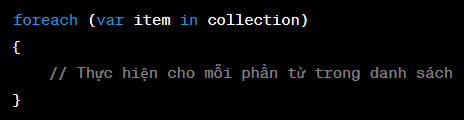 foreach (var item in collection)
{
// Thực hiện cho mỗi phần tử trong danh sách
}